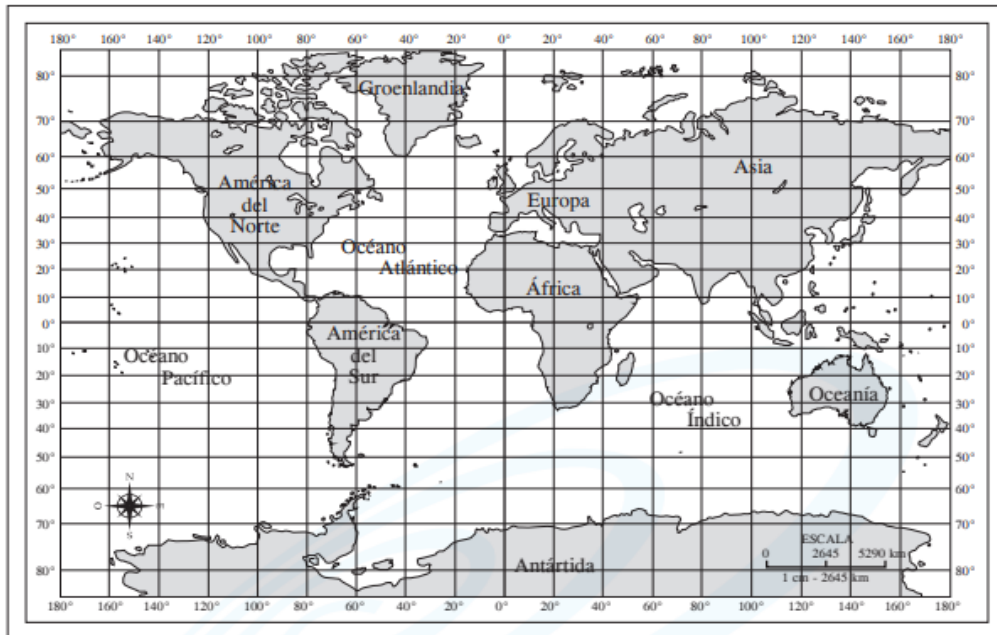 180° 160° 140° 120° 100° 80° 60° 40° 20° 0° 20° 40° 60° 80° 100° 120° 140° 160° 180°
80° 80°
Groenlandia
70° 70°
60° 60°
Asia
América
del
Norte
50° 50°
Europa
40° 40°
30° 30°
Océano
Atlántico
20° 20°
África
10° 10°
0° 0°
América
del
Sur
10° 10°
Océano
Pacífico
20° 20°
Oceanía
Océano
Índico
30° 30°
40° 40°
50° 50°
60° 60°
N
O E
S
70° 70°
ESCALA
0 2645 5290 km
1 cm - 2645 km
Antártida
80° 80°
180° 160° 140° 120° 100° 80° 60° 40° 20° 0° 20° 40° 60° 80° 100° 120° 140° 160° 180°